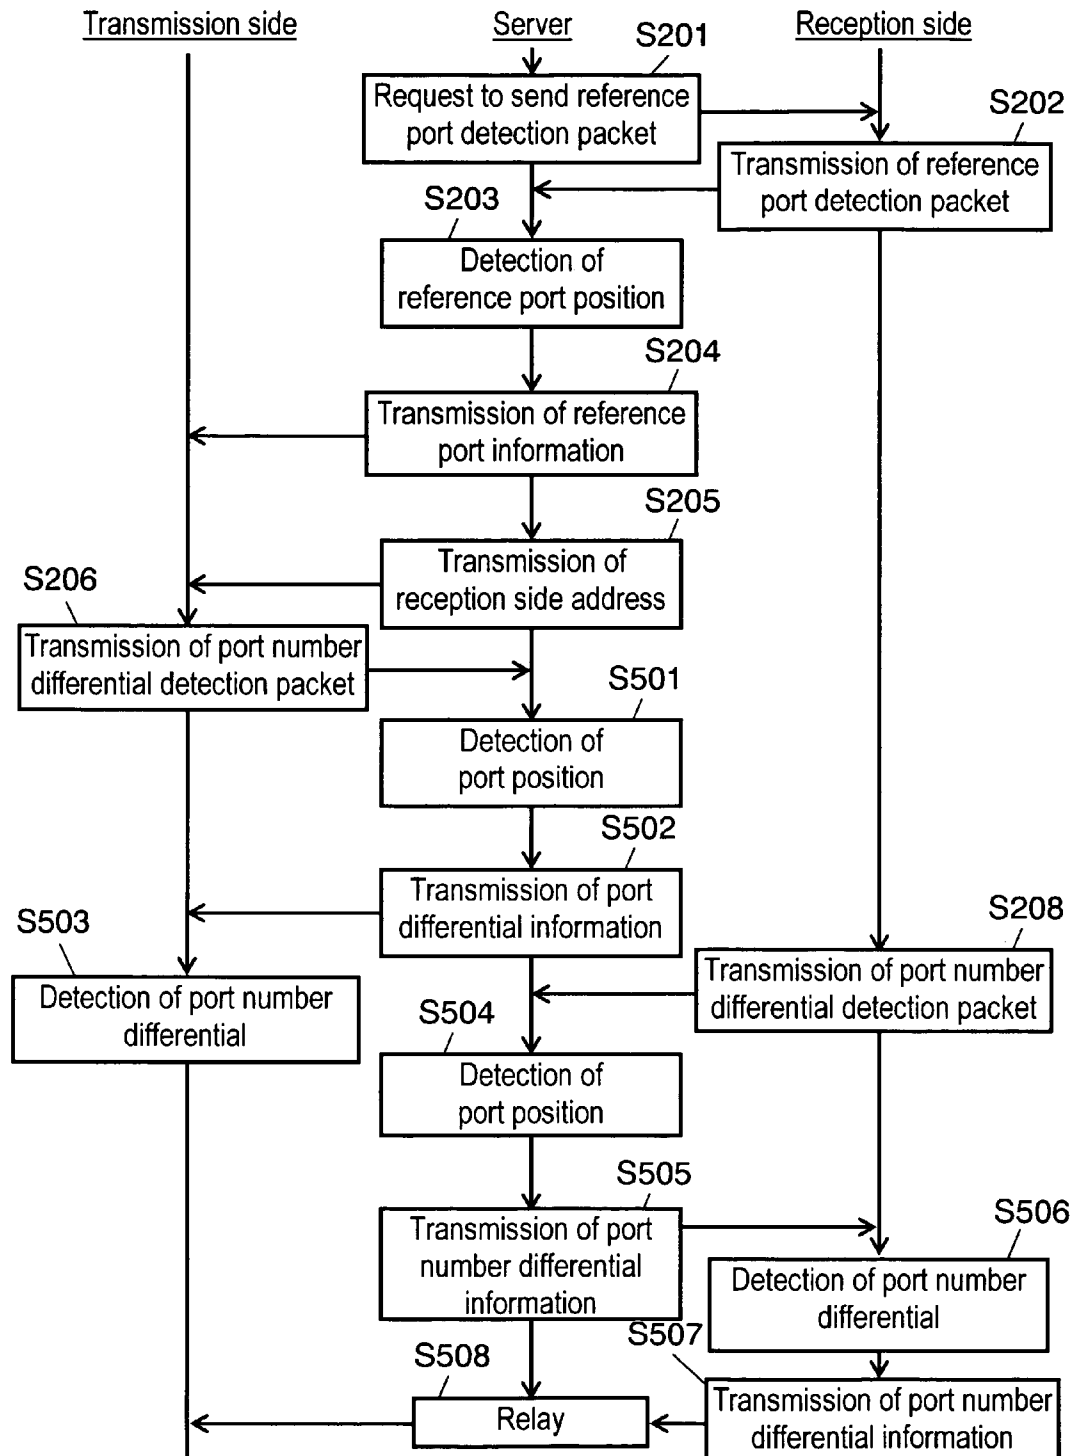 Transmission side
Server
Reception side
S201
Request to send reference
port detection packet
S202
Transmission of reference
port detection packet
S203
Detection of
reference port position
S204
Transmission of reference
port information
S205
Transmission of
reception side address
S206
Transmission of port number
differential detection packet
S501
Detection of
port position
S502
Transmission of port
differential information
S503
Detection of port number
differential
S208
Transmission of port number
differential detection packet
S504
Detection of
port position
S505
Transmission of port
number differential
information
S506
Detection of port number
differential
S507
Transmission of port number
differential information
S508
Relay